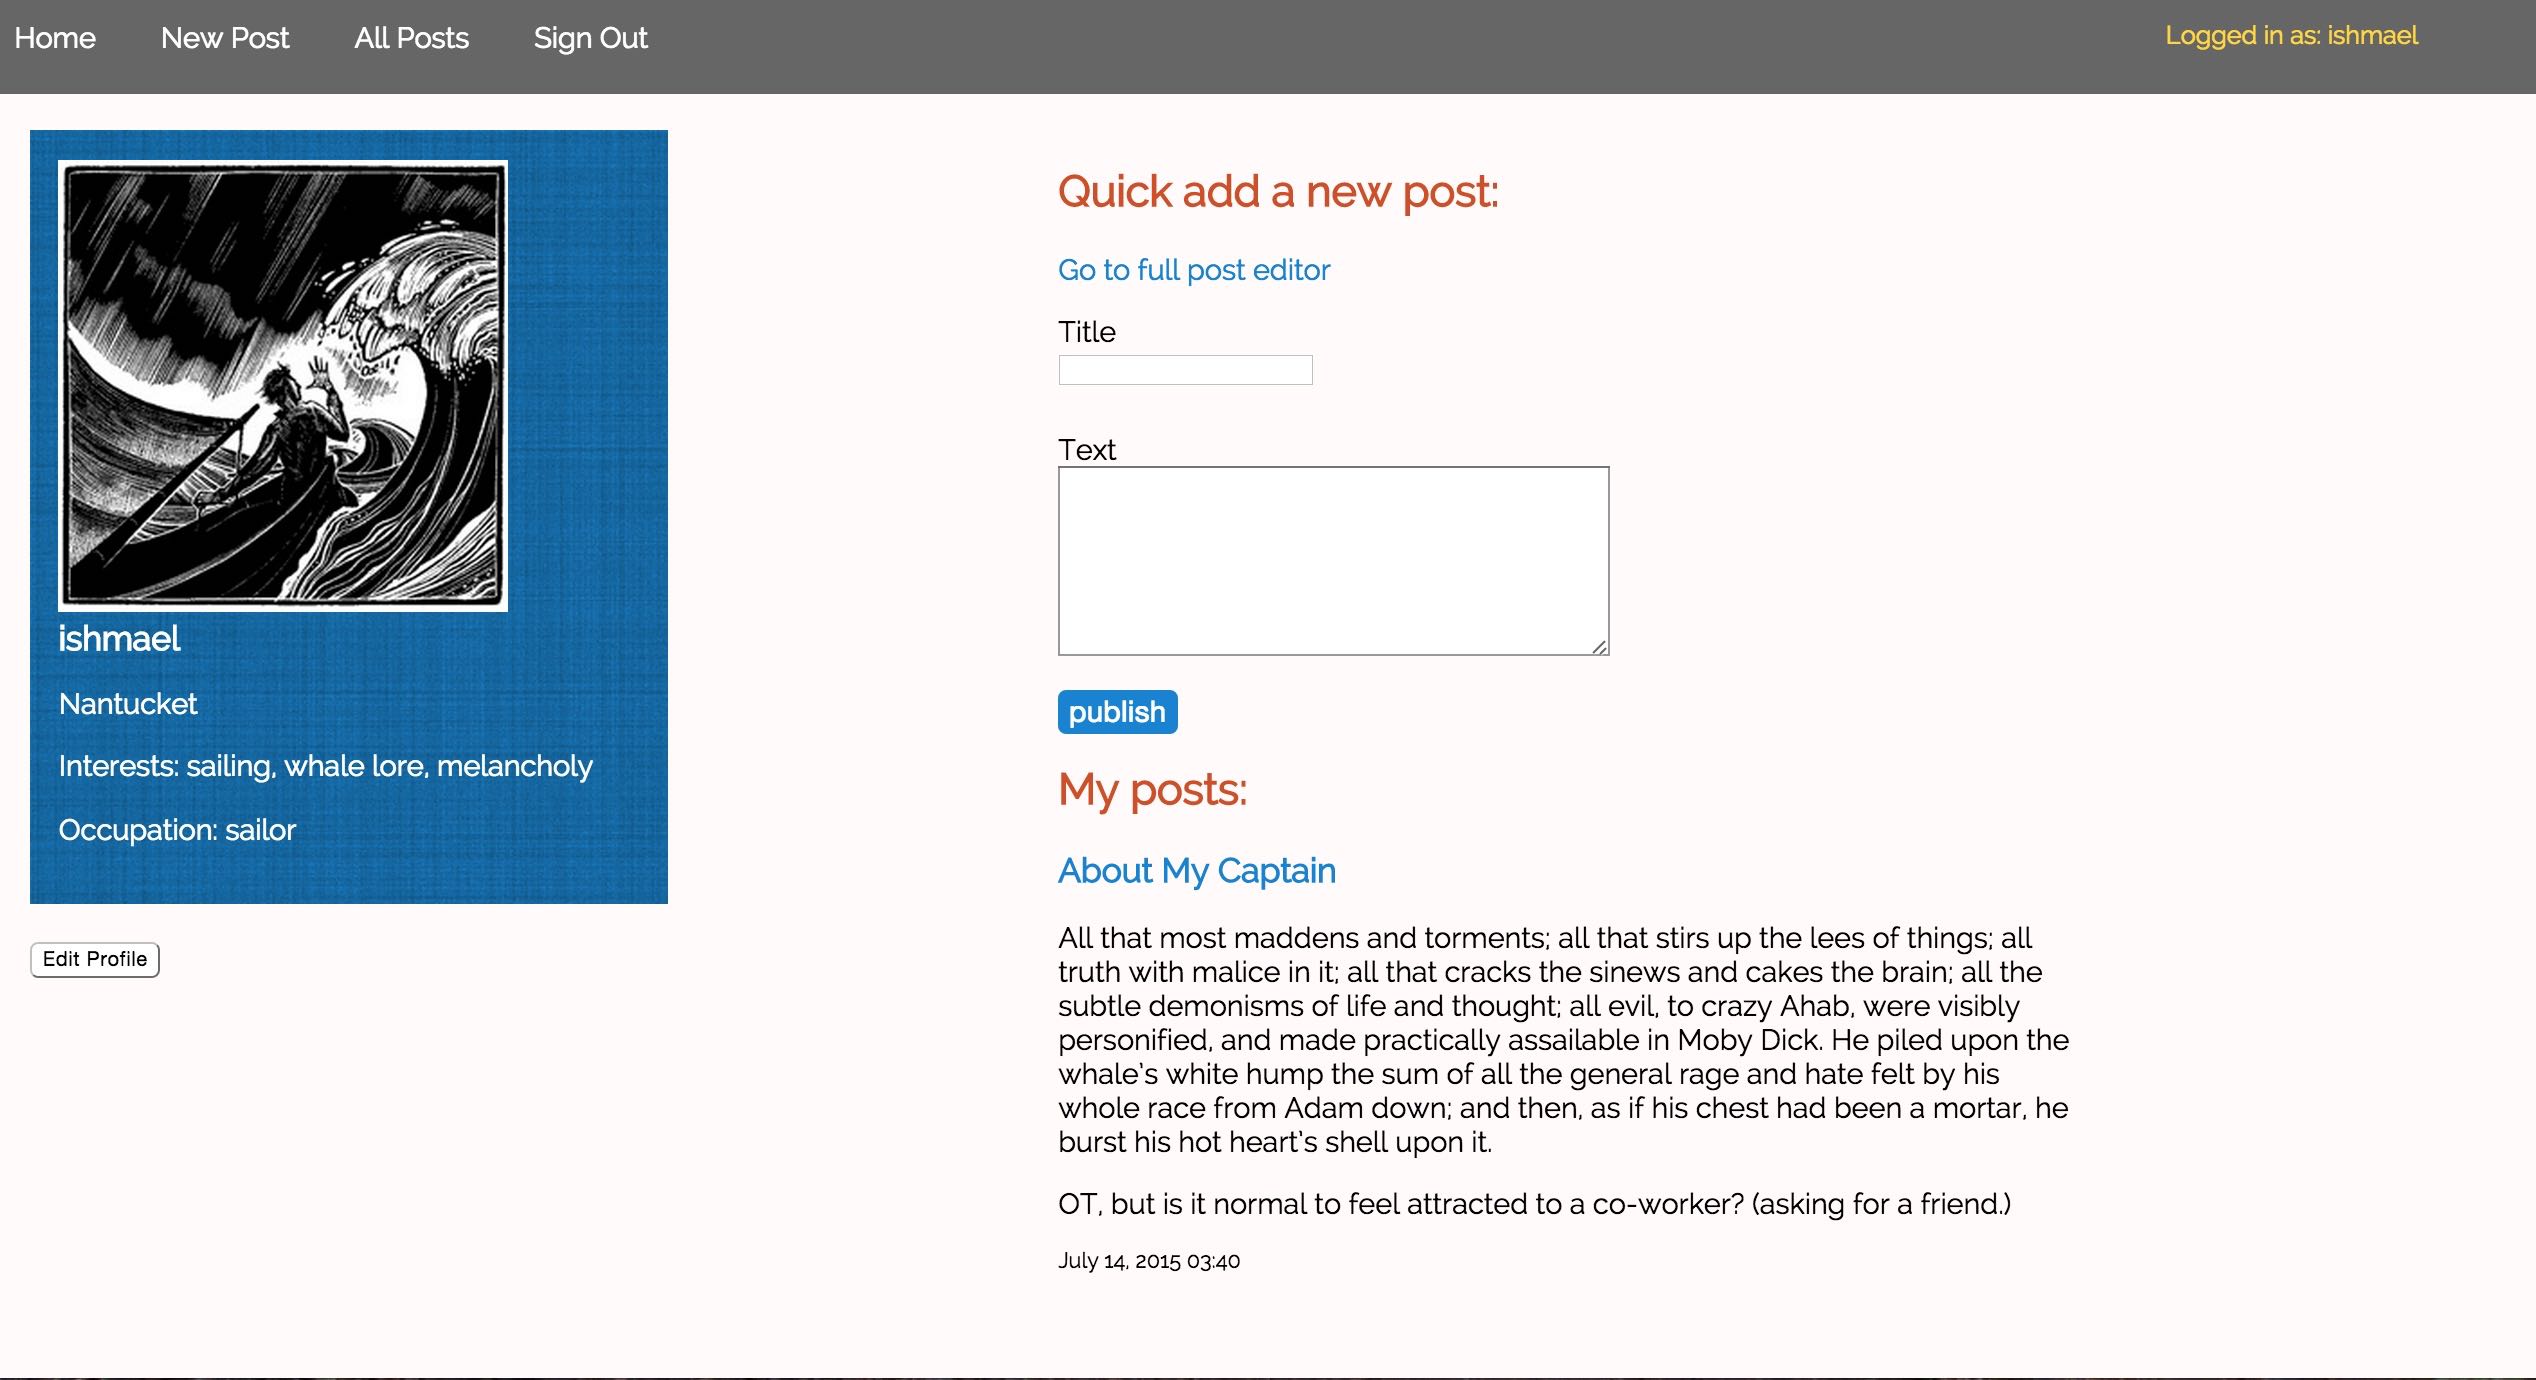 Home New Post All Posts Sign Out Logged in as: ishmael
ishmael
Nantucket
Interests: sailing, whale lore, melancholy
Occupation: sailor
Edit Profile
Quick add a new post:
Go to full post editor
Title
Text
publish
My posts:
About My Captain
All that most maddens and torments; all that stirs up the lees of things; all
truth with malice in it; all that cracks the sinews and cakes the brain; all the
subtle demonisms of life and thought; all evil, to crazy Ahab, were visibly
personified, and made practically assailable in Moby Dick. He piled upon the
whale's white hump the sum of all the general rage and hate felt by his
whole race from Adam down; and then, as if his chest had been a mortar, he
burst his hot heart's shell upon it.
OT, but is it normal to feel attracted to a co-worker? (asking for a friend.)
July 14, 2015 03:40